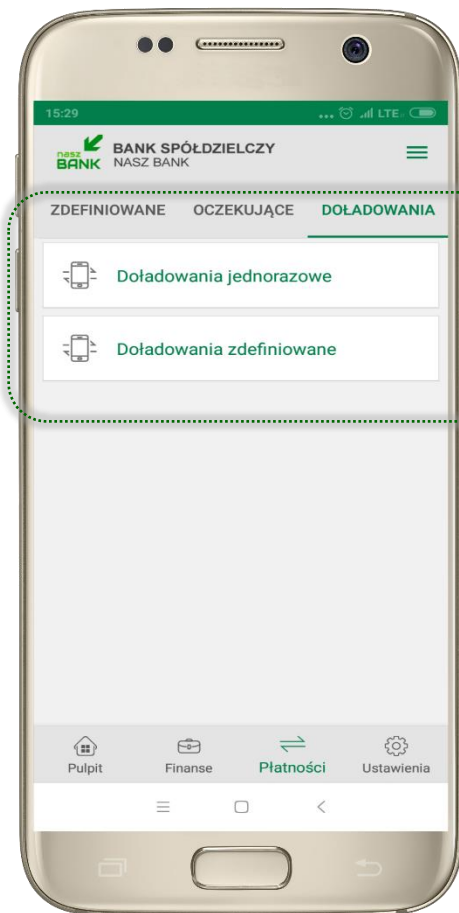 15:29
... LTE
nasz BANK
BANK SPÓŁDZIELCZY
NASZ BANK
ZDEFINIOWANE OCZEKUJĄCE DOŁADOWANIA
Doładowania jednorazowe
Doładowania zdefiniowane
Pulpit Finanse Płatności Ustawienia